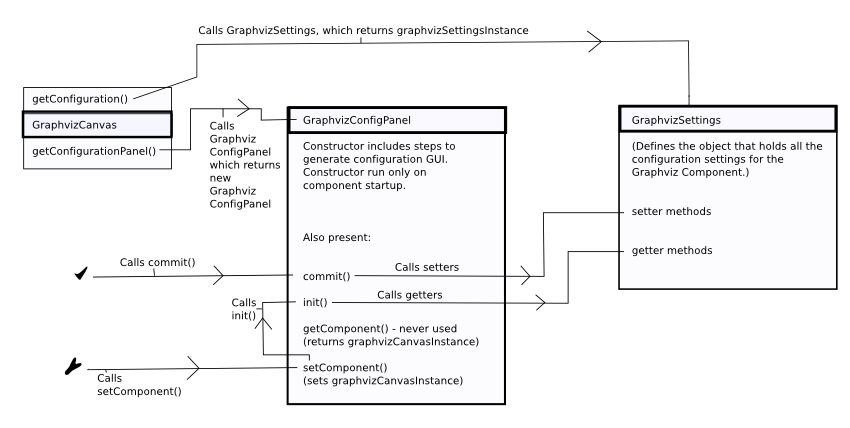 Calls GraphvizSettings, which returns graphvizSettingsInstance
getConfiguration()
GraphvizCanvas
getConfigurationPanel()
Calls
Graphviz
ConfigPanel
which returns
new
Graphviz
ConfigPanel
GraphvizConfigPanel
Constructor includes steps to
generate configuration GUI.
Constructor run only on
component startup.
Also present:
Calls commit()
commit()
Calls setters
Calls
init()
init()
Calls getters
getComponent() - never used
(returns graphvizCanvasInstance)
Calls
setComponent()
setComponent()
(sets graphvizCanvasInstance)
GraphvizSettings
(Defines the object that holds all the
configuration settings for the
Graphviz Component.)
setter methods
getter methods